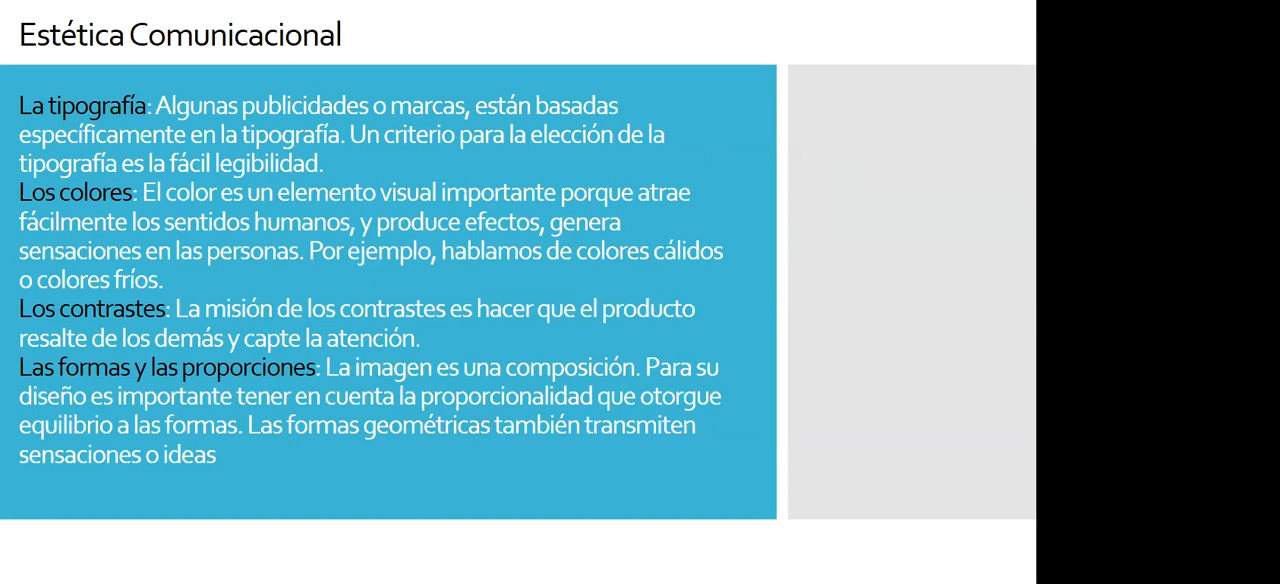 Estética Comunicacional
La tipografía: Algunas publicidades o marcas, están basadas
específicamente en la tipografía. Un criterio para la elección de la
tipografía es la fácil legibilidad.
Los colores: El color es un elemento visual importante porque atrae
fácilmente los sentidos humanos, y produce efectos, genera
sensaciones en las personas. Por ejemplo, hablamos de colores cálidos
o colores fríos.
Los contrastes: La misión de los contrastes es hacer que el producto
resalte de los demás y capte la atención.
Las formas y las proporciones: La imagen es una composición. Para su
diseño es importante tener en cuenta la proporcionalidad que otorgue
equilibrio a las formas. Las formas geométricas también transmiten
sensaciones o ideas